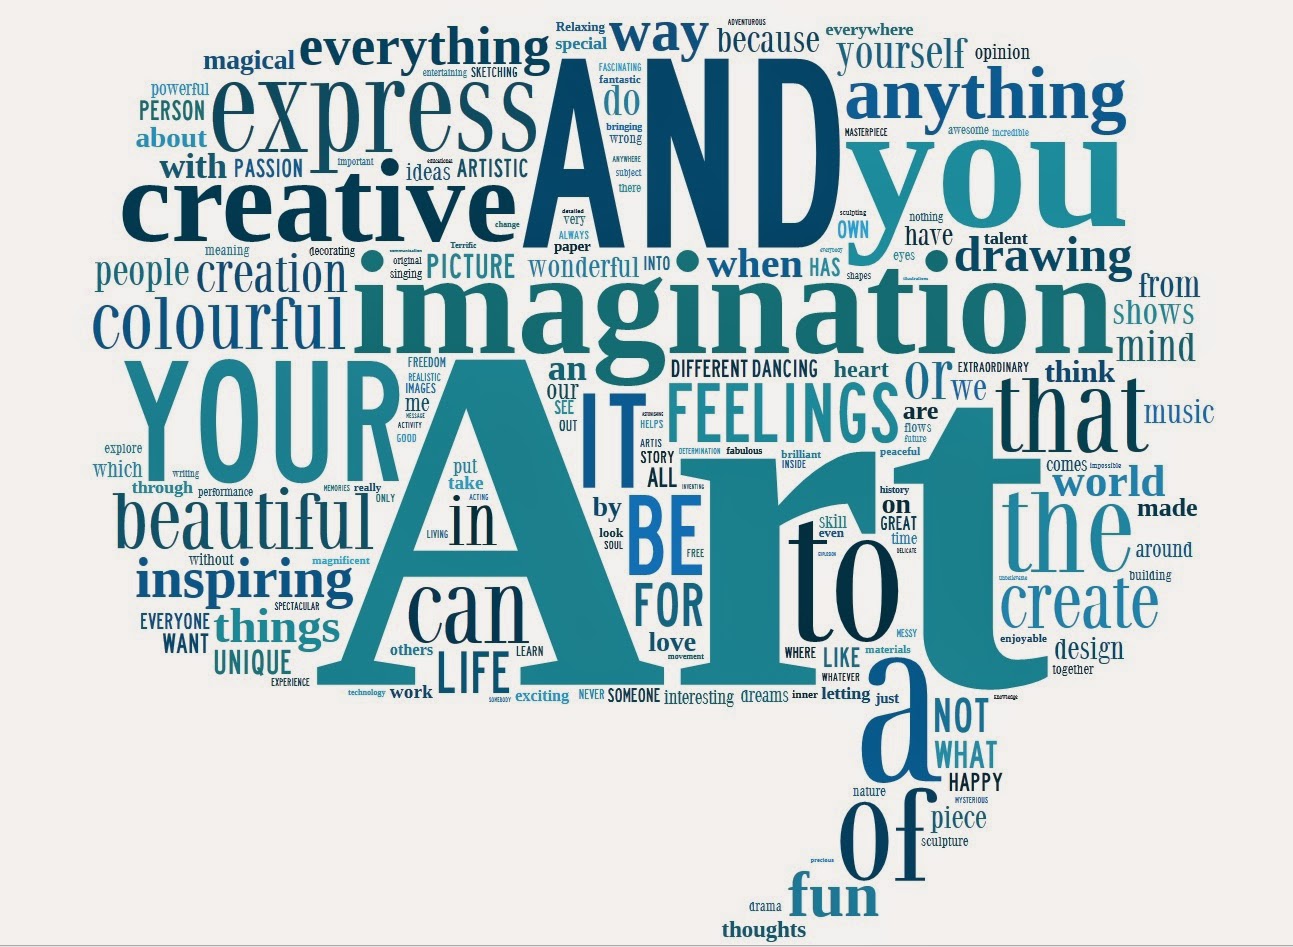 Relaxing
ADVENTUROUS
everywhere
magical
everything
special
way
because
yourself
opinion
entertaining
SKETCHING
FASCINATING
powerful
express
AND
fantastic
do
anything
PERSON
about
bringing
wrong
MASTERPIECE
awesome
incredible
with
PASSION
important
ideas
ARTISTIC
ANYWHERE
subject
there
you
creative
change
detailed
very
ALWAYS
paper
sculpting
OWN
nothing
have
talent
meaning
decorating
Terrific
people
creation
original
singing
PICTURE
wonderful
INTO
when
HAS
shapes
eyes
drawing
from
colourful
imagination
shows
mind
YOUR
FREEDOM
REALISTIC
IMAGES
me
MESSAGE
ACTIVITY
GOOD
an
our
SEE
OUT
DIFFERENT
DANCING
heart
or
we
EXTRAORDINARY
think
IT
HELPS
FEELINGS
are
flows
future
that
music
explore
which
writing
through
performance
MEMORIES
really
ONLY
put
take
ACTING
ARTIS
STORY
ALL
INVENTING
DETERMINATION
fabulous
brilliant
INSIDE
peaceful
comes
impossible
world
made
beautiful
LIVING
in
Art
by
look
SOUL
BE
FREE
history
on
GREAT
time
DELICATE
skill
even
EXPLOSION
to
the
around
without
magnificent
inspiring
SPECTACULAR
building
EVERYONE
WANT
things
UNIQUE
EXPERIENCE
can
others
LIFE
LEARN
FOR
love
movement
WHERE
LIKE
WHATEVER
MESSY
materials
create
enjoyable
design
together
technology
work
SOMEBODY
exciting
NEVER
SOMEONE
interesting
dreams
inner
letting
just
knowledge
a
NOT
WHAT
HAPPY
nature
MYSTERIOUS
of
piece
sculpture
precious
fun
drama
thoughts